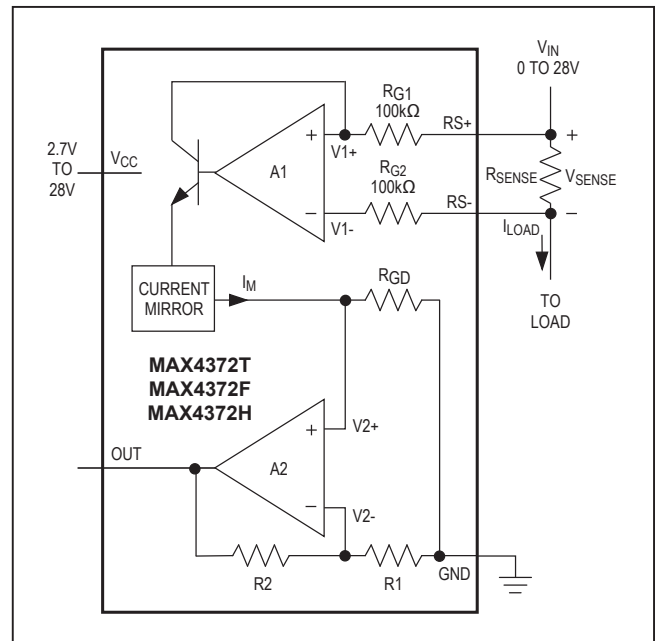 VIN
0 TO 28V
RG1
100kΩ
RS+
+
+
V1+
2.7V
TO
28V
VCC
A1
RG2
100kΩ
RSENSE
VSENSE
−
V1-
RS-
−
ILOAD
CURRENT
MIRROR
IM
RGD
TO
LOAD
MAX4372T
MAX4372F
MAX4372H
+
V2+
OUT
A2
−
V2-
R2
R1
GND